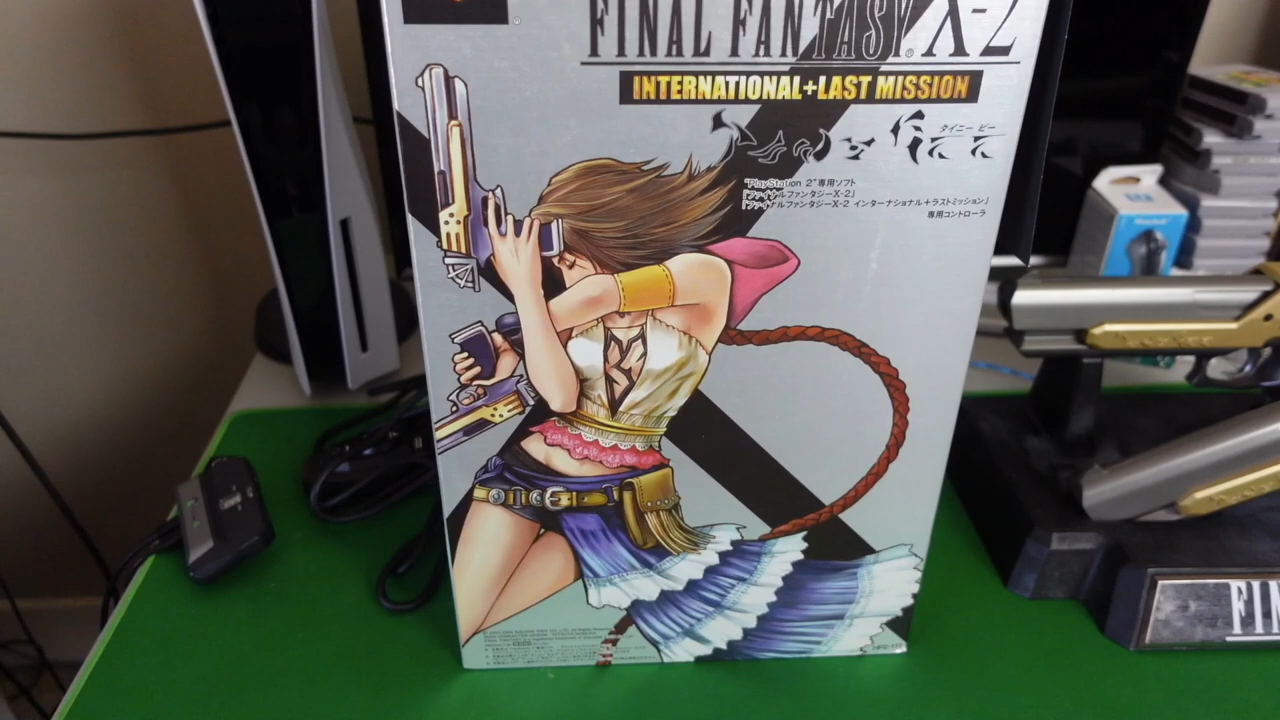 FINAL FANTASY® X-2
INTERNATIONAL+LAST MISSION
タイニー ビー
"PlayStation 2"専用ソフト
『ファイナルファンタジーX-2』
『ファイナルファンタジーX-2 インターナショナル+ラストミッション』
専用コントローラ
FIN